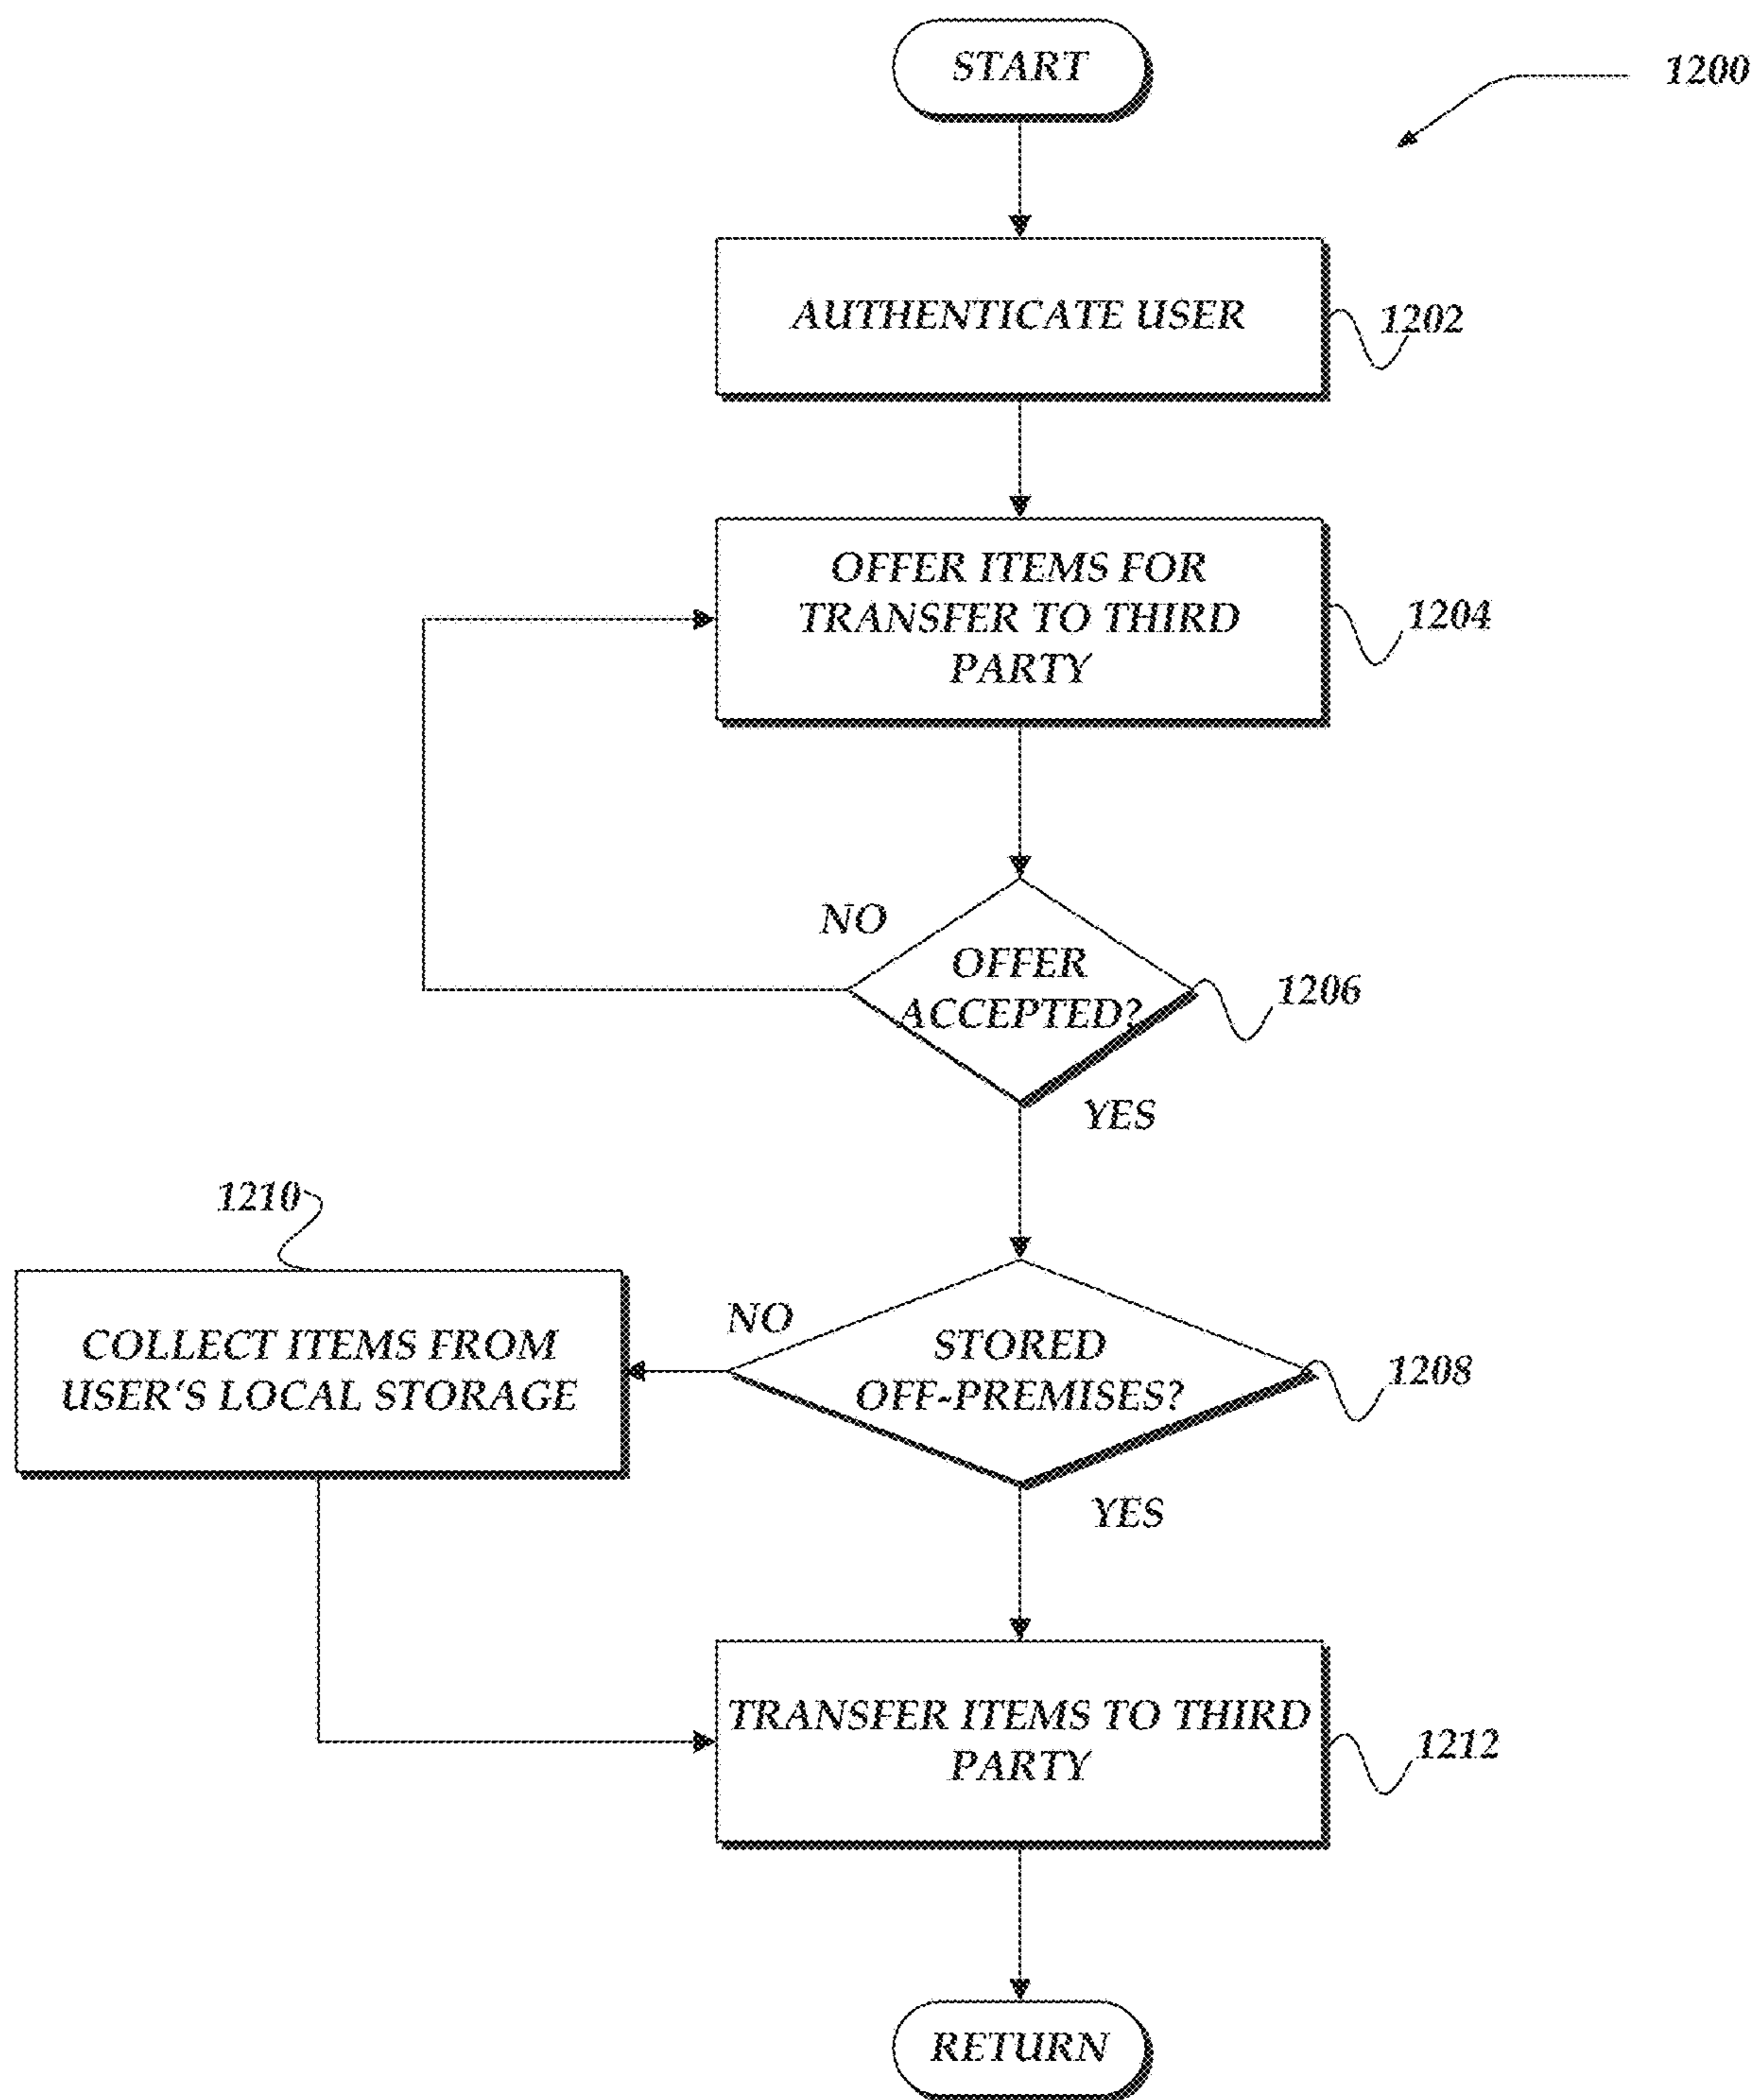 START
1200
AUTHENTICATE USER
1202
OFFER ITEMS FOR
TRANSFER TO THIRD
PARTY
1204
NO
OFFER
ACCEPTED?
1206
YES
1210
COLLECT ITEMS FROM
USER'S LOCAL STORAGE
NO
STORED
OFF-PREMISES?
1208
YES
TRANSFER ITEMS TO THIRD
PARTY
1212
RETURN